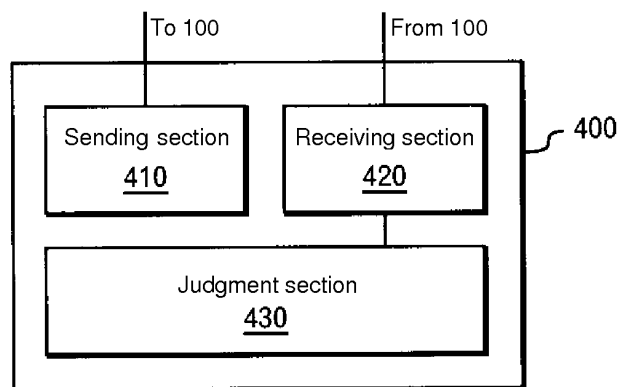 To 100
From 100
Sending section
410
Receiving section
420
400
Judgment section
430